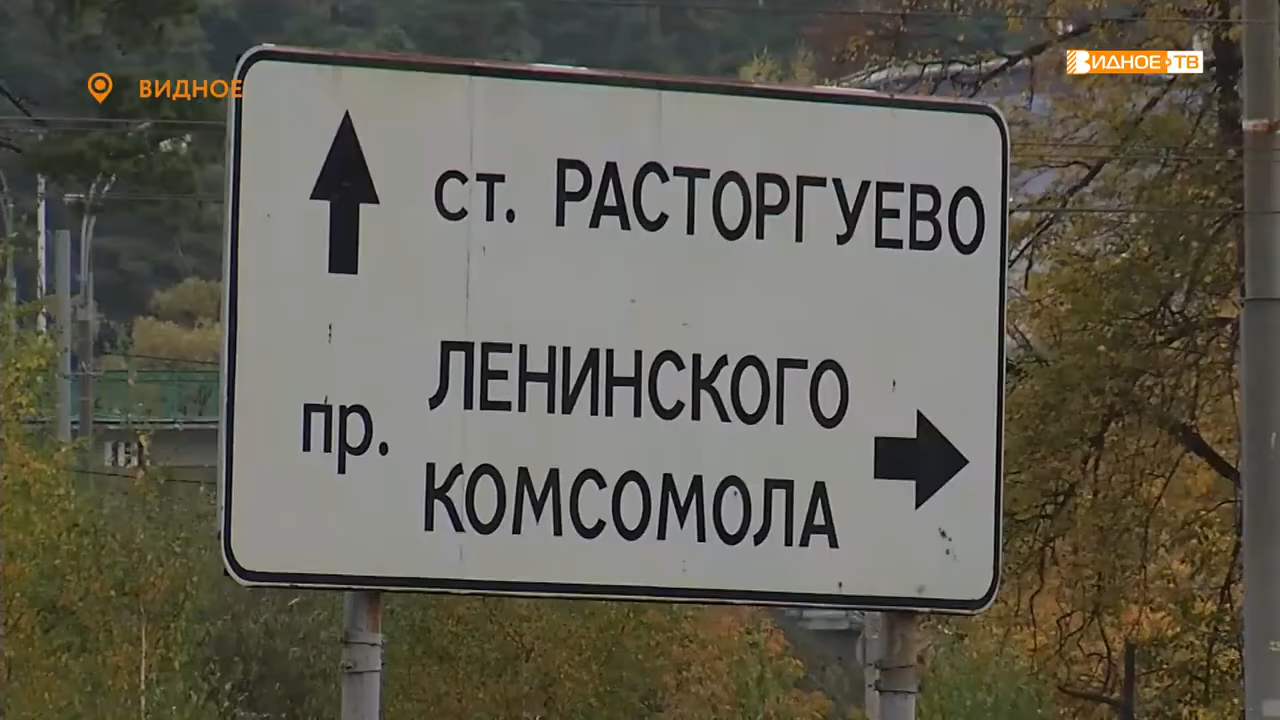 ВИДНОЕ
ВИДНОЕ ТВ
ст. РАСТОРГУЕВО
пр. ЛЕНИНСКОГО
КОМСОМОЛА